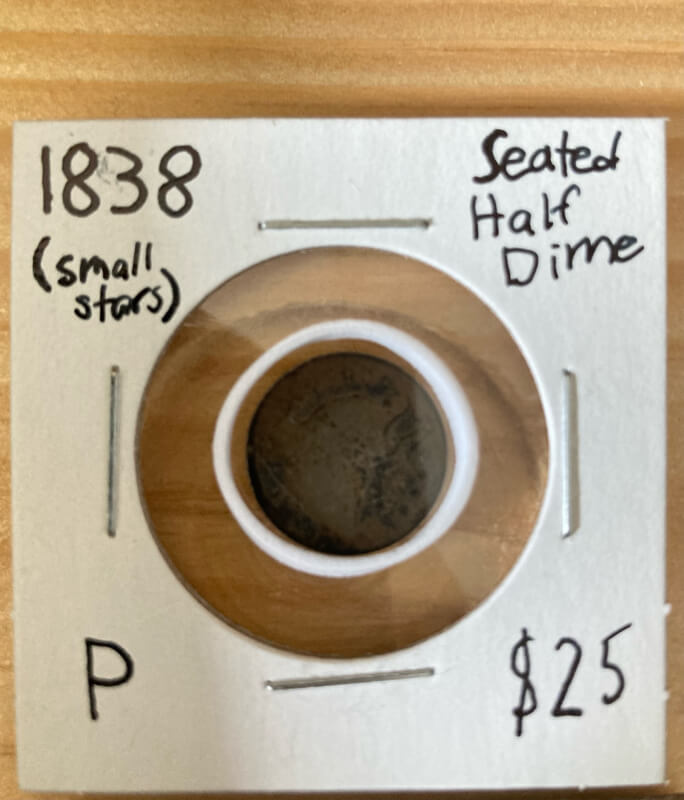 1838
(small
stars)
Seated
Half
Dime
P
$25